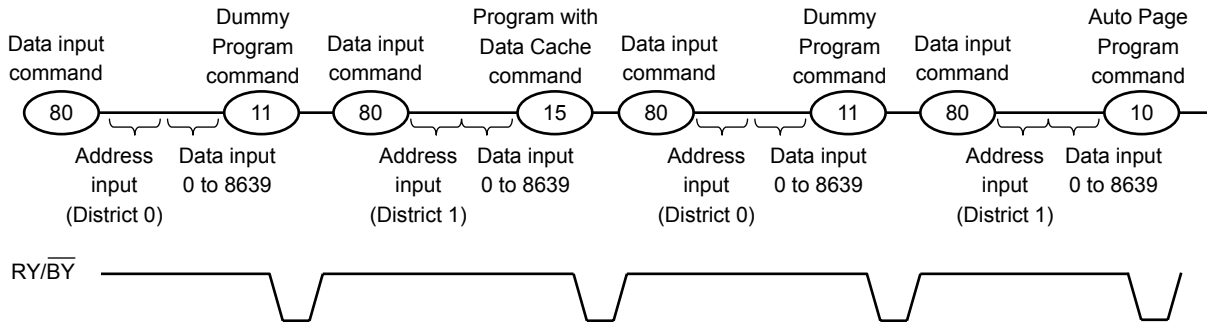 Data input
command
Dummy
Program
command
Data input
command
Program with
Data Cache
command
Data input
command
Dummy
Program
command
Data input
command
Auto Page
Program
command
80
11
80
15
80
11
80
10
Address
input
(District 0)
Data input
0 to 8639
Address
input
(District 1)
Data input
0 to 8639
Address
input
(District 0)
Data input
0 to 8639
Address
input
(District 1)
Data input
0 to 8639
RY/B̅Y̅